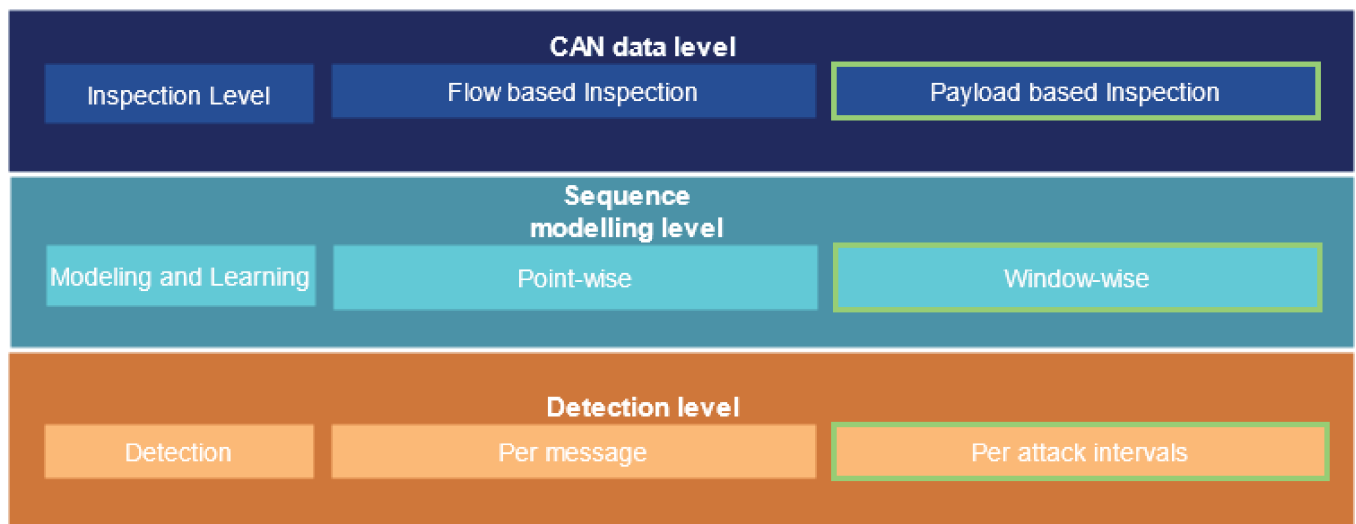 CAN data level
Inspection Level
Flow based Inspection
Payload based Inspection
Sequence
modelling level
Modeling and Learning
Point-wise
Window-wise
Detection level
Detection
Per message
Per attack intervals